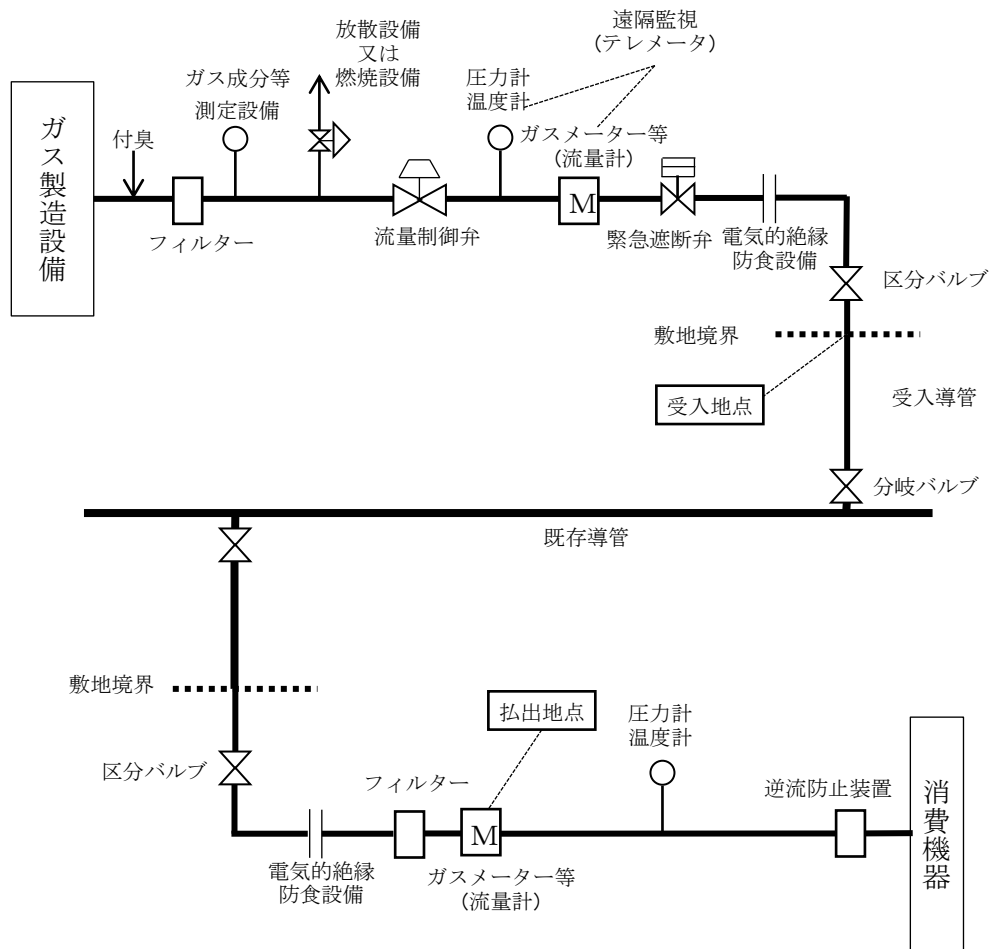 遠隔監視
(テレメータ)
放散設備
又は
燃焼設備
ガス成分等
測定設備
圧力計
温度計
ガスメーター等
(流量計)
ガス製造設備
付臭
M
フィルター
流量制御弁
緊急遮断弁
電気的絶縁
防食設備
区分バルブ
敷地境界
受入地点
受入導管
分岐バルブ
既存導管
敷地境界
払出地点
圧力計
温度計
区分バルブ
フィルター
逆流防止装置
消費機器
M
電気的絶縁
防食設備
ガスメーター等
(流量計)